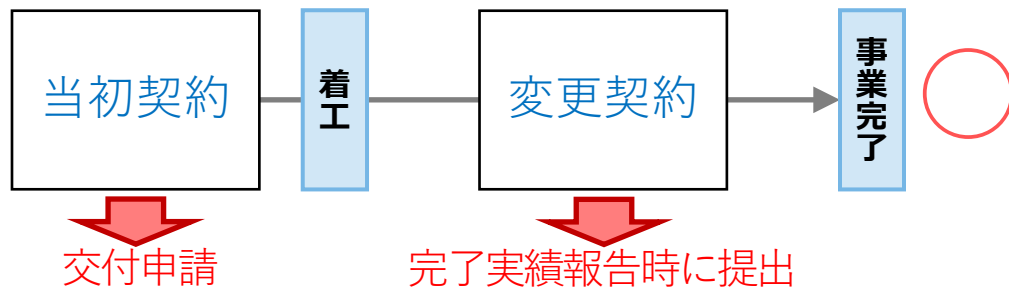 当初契約
着工
変更契約
事業完了
交付申請
完了実績報告時に提出